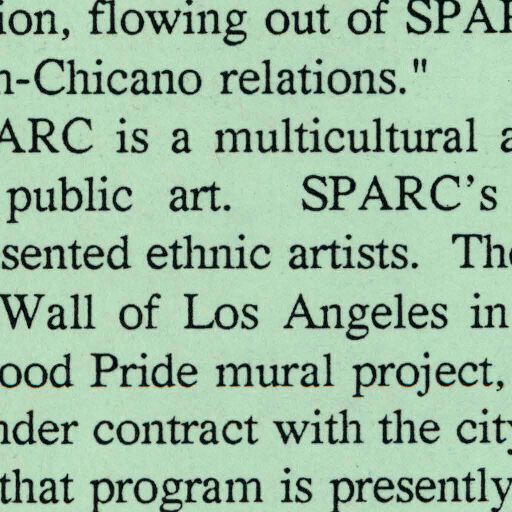 ion, flowing out of SPAR
n-Chicano relations."
ARC is a multicultural a
public art. SPARC's
sented ethnic artists. The
Wall of Los Angeles in
ood Pride mural project,
nder contract with the city
that program is presently